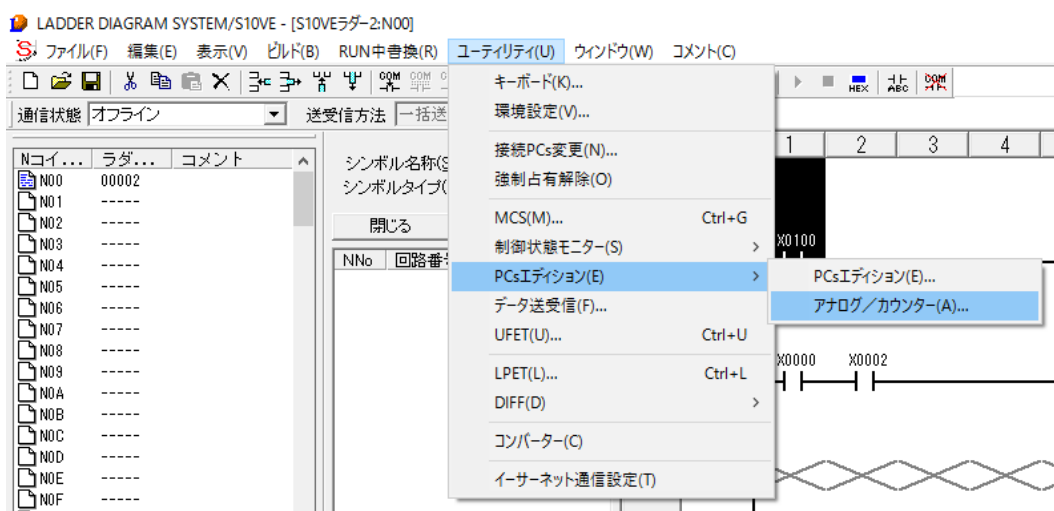 LADDER DIAGRAM SYSTEM/S10VE - [S10VEラダー2:N00]
ファイル(F) 編集(E) 表示(V) ビルド(B) RUN中書換(R) ユーティリティ(U) ウィンドウ(W) コメント(C)
COM COM HEX ABC COM
通信状態 オフライン 送受信方法 一括送
Nコイ... ラダ... コメント
N00 00002
N01 -----
N02 -----
N03 -----
N04 -----
N05 -----
N06 -----
N07 -----
N08 -----
N09 -----
N0A -----
N0B -----
N0C -----
N0D -----
N0E -----
N0F -----
シンボル名称(S
シンボルタイプ(
閉じる
NNo 回路番号
キーボード(K)...
環境設定(V)...
接続PCs変更(N)...
強制占有解除(O)
MCS(M)... Ctrl+G
制御状態モニター(S)
PCsエディション(E)
データ送受信(F)...
UFET(U)... Ctrl+U
LPET(L)... Ctrl+L
DIFF(D)
コンバーター(C)
イーサーネット通信設定(T)
PCsエディション(E)...
アナログ/カウンター(A)...
1 2 3 4
X0100
X0000 X0002